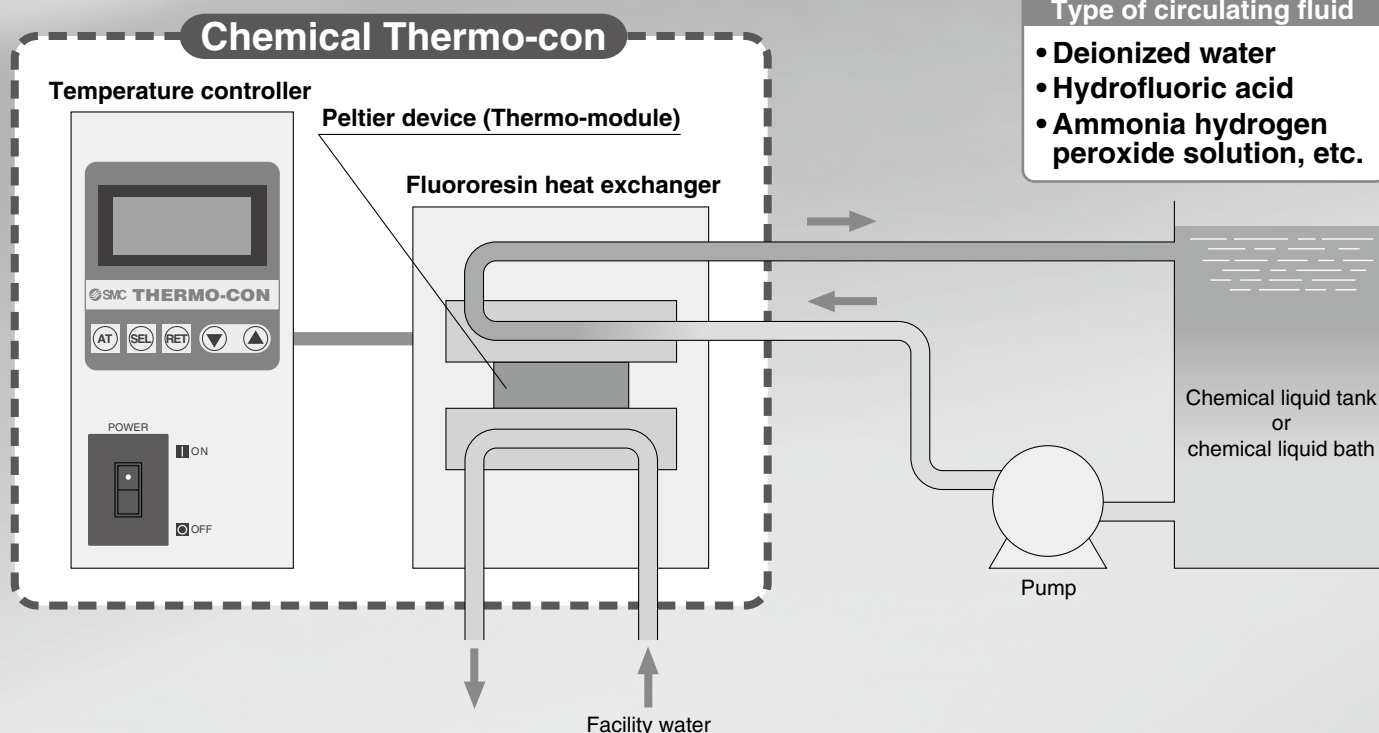 Chemical Thermo-con
Temperature controller
Peltier device (Thermo-module)
Fluororesin heat exchanger
SMC THERMO-CON
AT SEL RET
POWER
ON
OFF
Type of circulating fluid
• Deionized water
• Hydrofluoric acid
• Ammonia hydrogen
peroxide solution, etc.
Chemical liquid tank
or
chemical liquid bath
Pump
Facility water